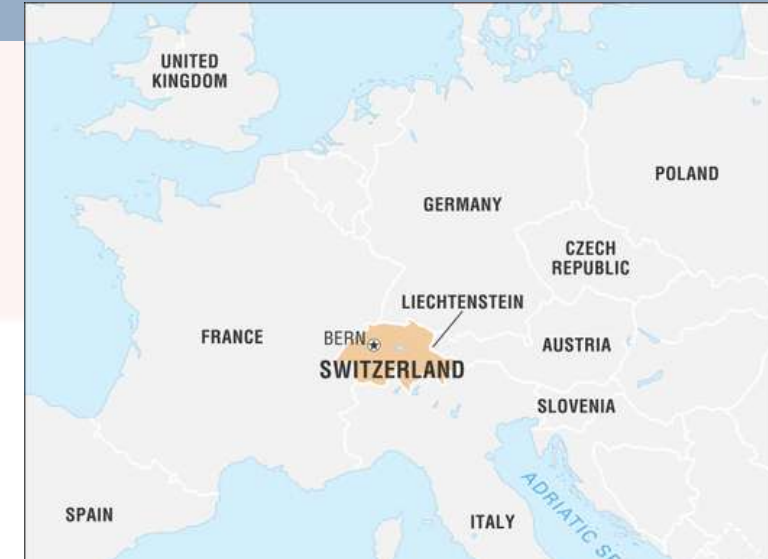 UNITED
KINGDOM
POLAND
GERMANY
CZECH
REPUBLIC
LIECHTENSTEIN
FRANCE
BERN
AUSTRIA
SWITZERLAND
SLOVENIA
SPAIN
ITALY
ADRIATIC SE